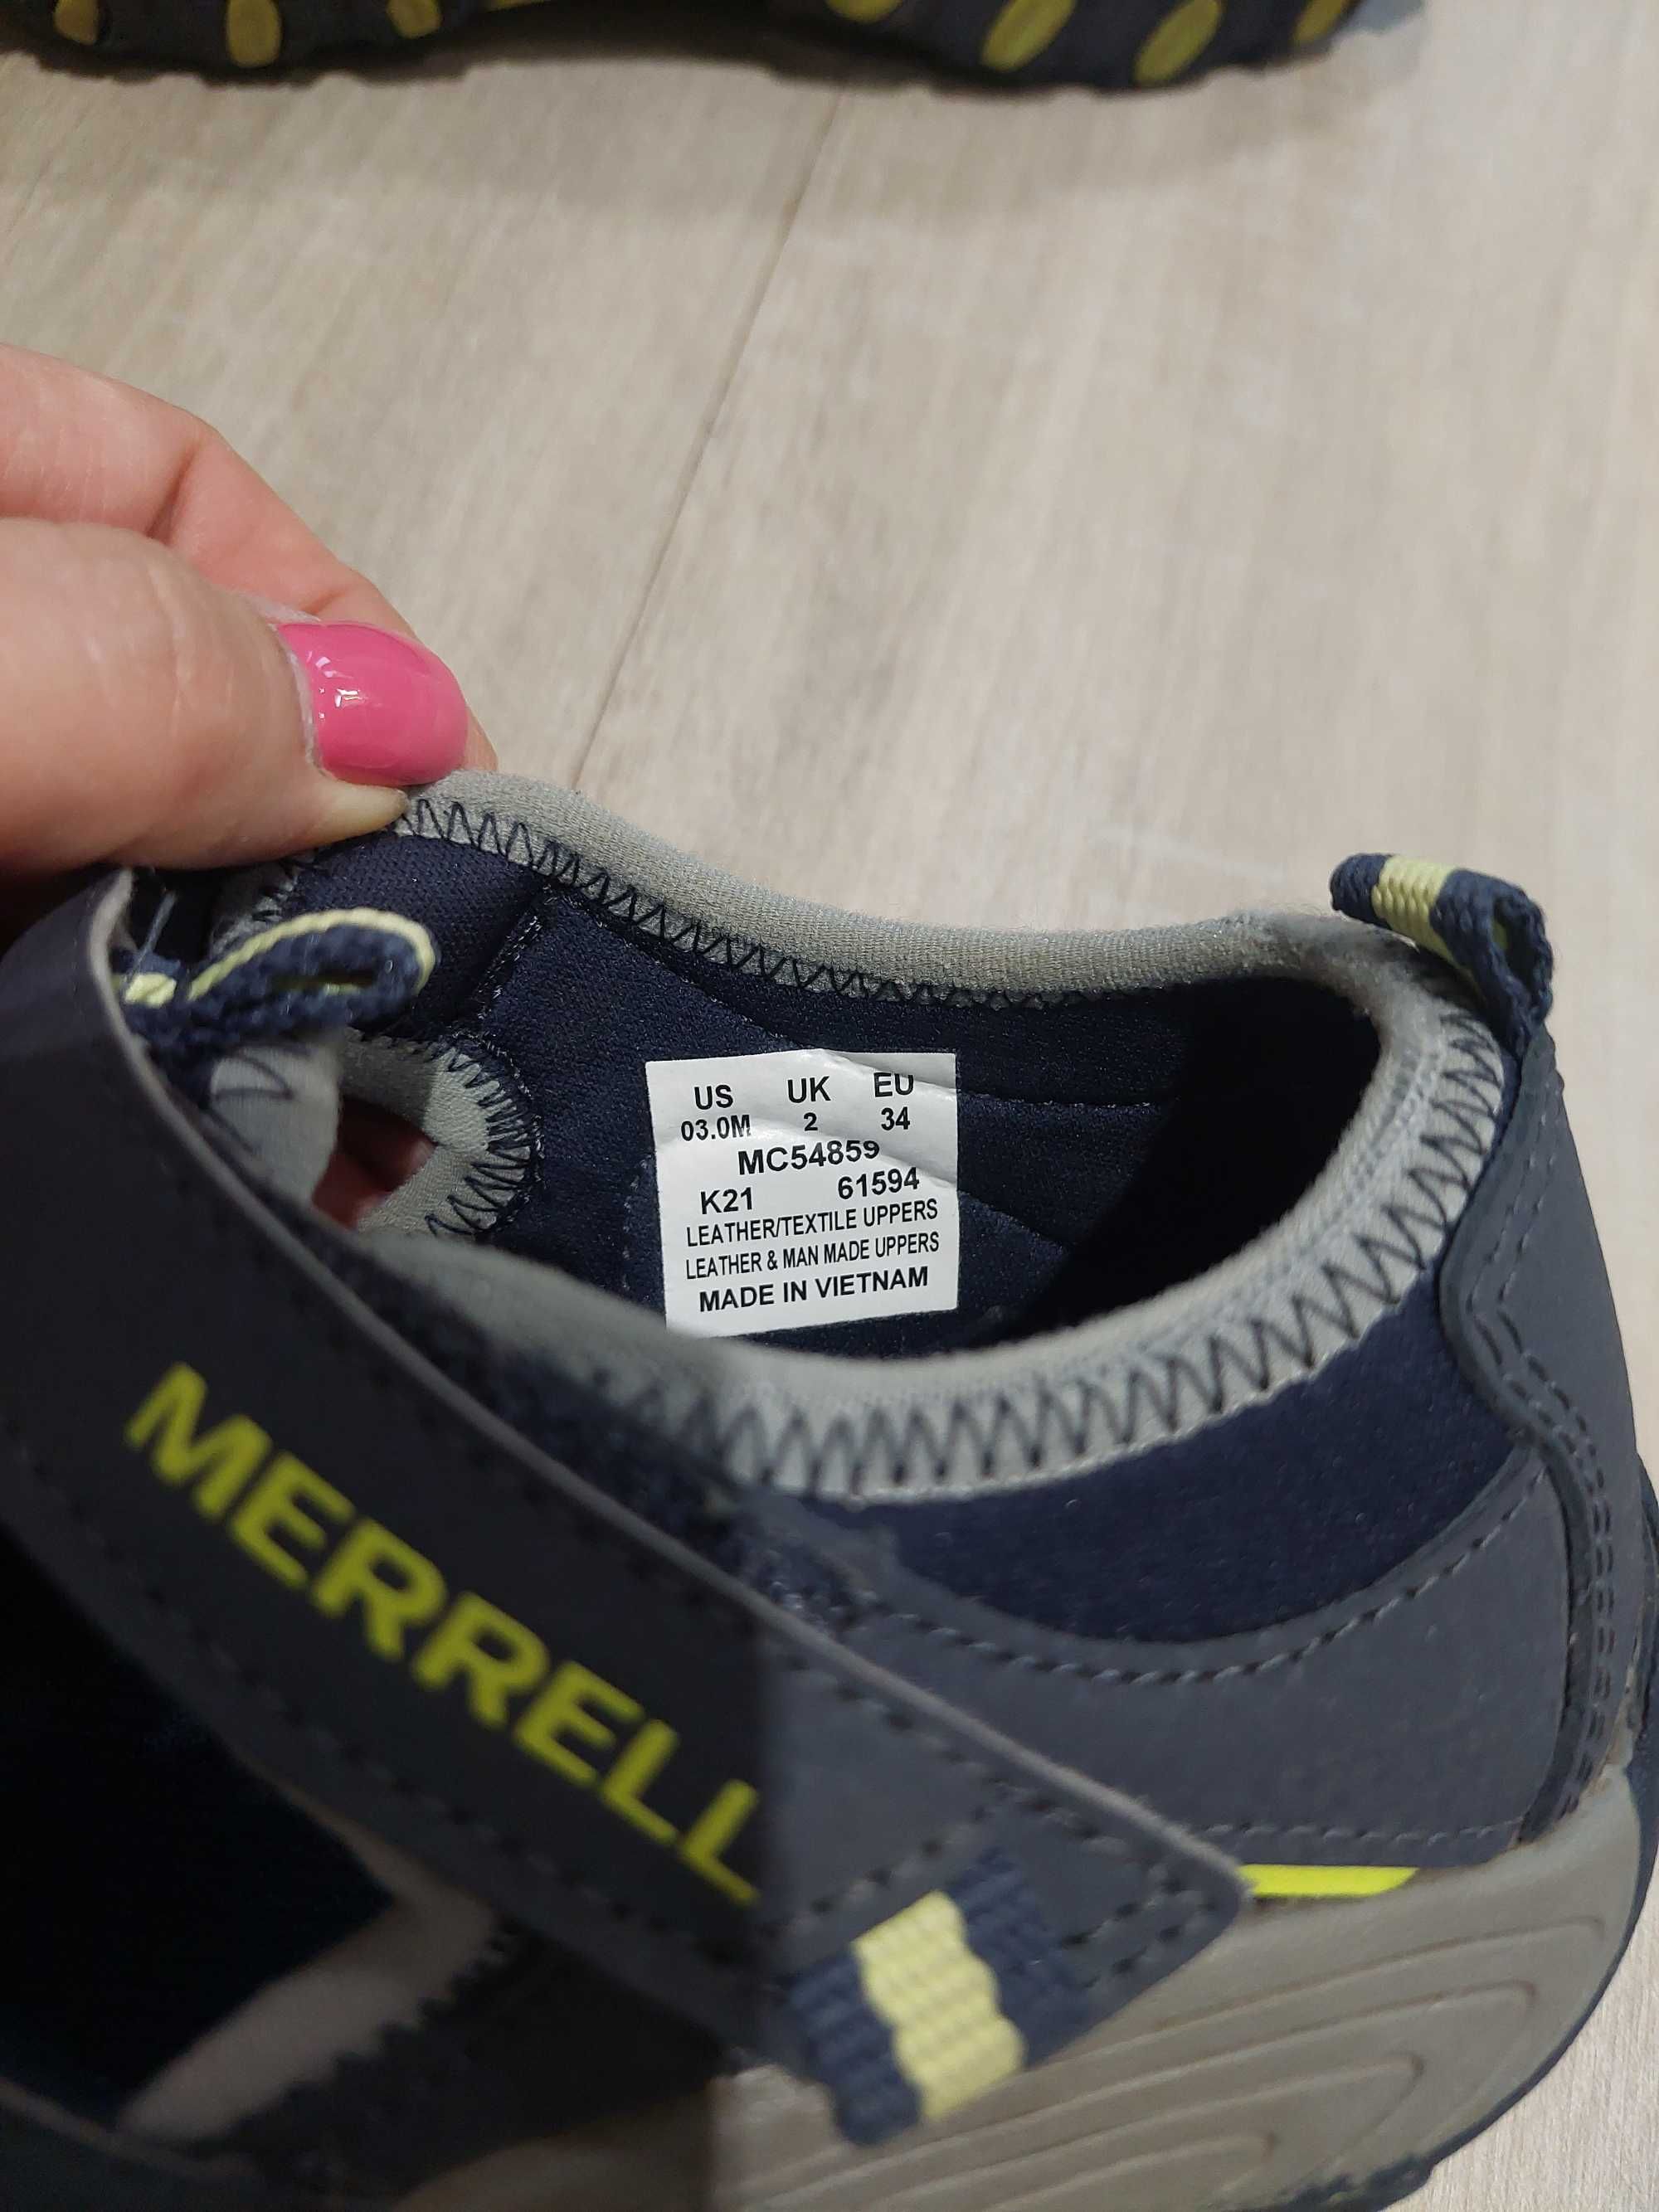 US UK EU
03.0M 2 34
MC54859
K21 61594
LEATHER/TEXTILE UPPERS
LEATHER & MAN MADE UPPERS
MADE IN VIETNAM
MERRELL